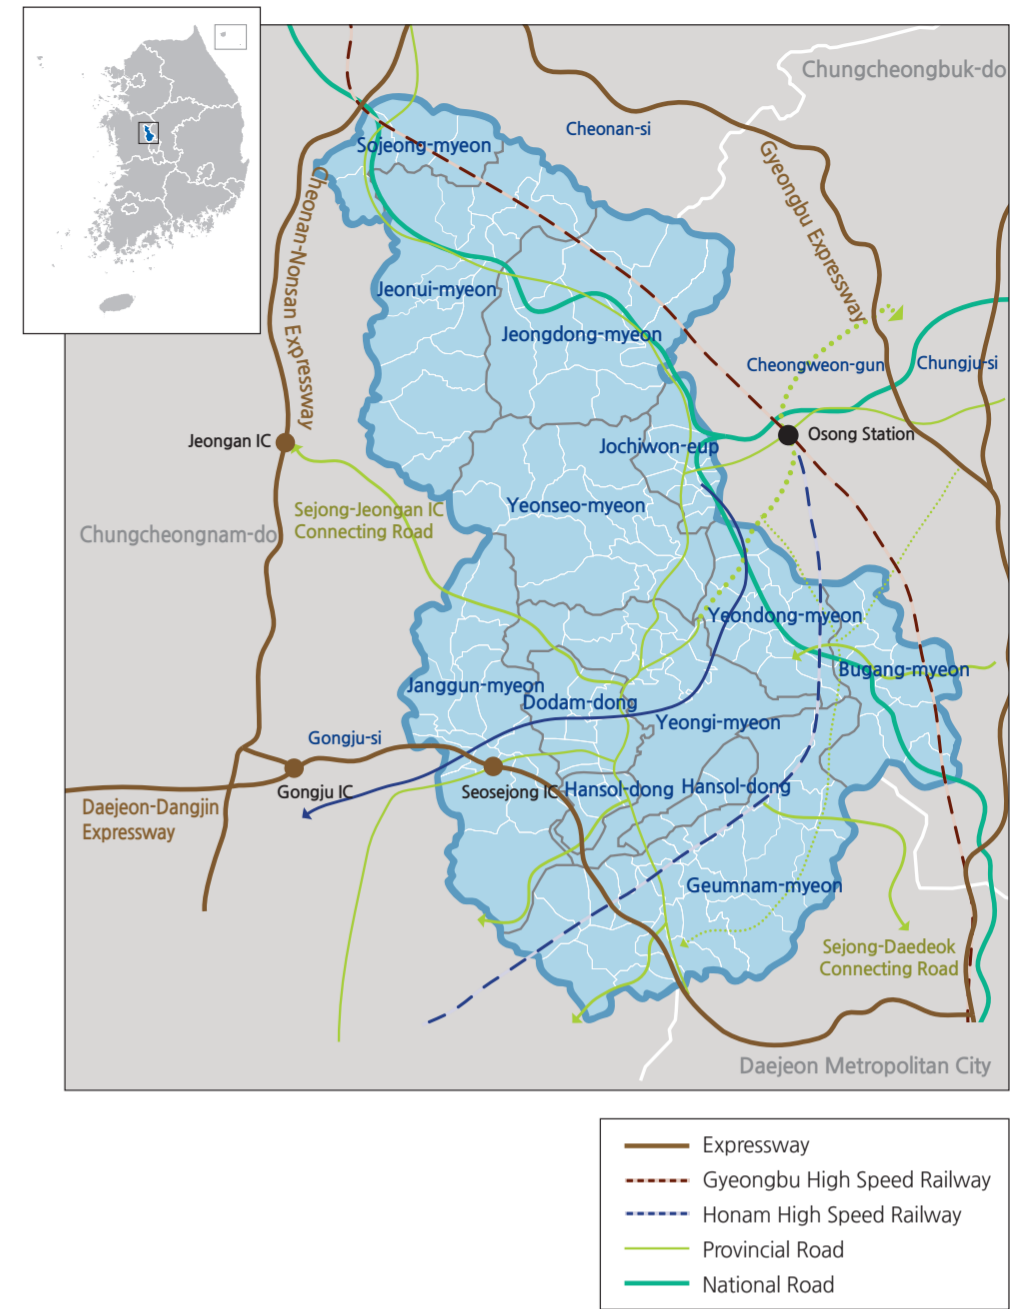 Chungcheongbuk-do
Cheonan-si
Sojeong-myeon
Gyeongbu Expressway
Cheonan-Nonsan Expressway
Jeonui-myeon
Jeongdong-myeon
Cheongweon-gun
Chungju-si
Jeongan IC
Jochiwon-eup
Osong Station
Sejong-Jeongan IC
Connecting Road
Yeonseo-myeon
Chungcheongnam-do
Yeondong-myeon
Bugang-myeon
Janggun-myeon
Dodam-dong
Yeongi-myeon
Gongju-si
Gongju IC
Seosejong IC
Hansol-dong
Hansol-dong
Daejeon-Dangjin
Expressway
Geumnam-myeon
Sejong-Daedeok
Connecting Road
Daejeon Metropolitan City
Expressway
Gyeongbu High Speed Railway
Honam High Speed Railway
Provincial Road
National Road